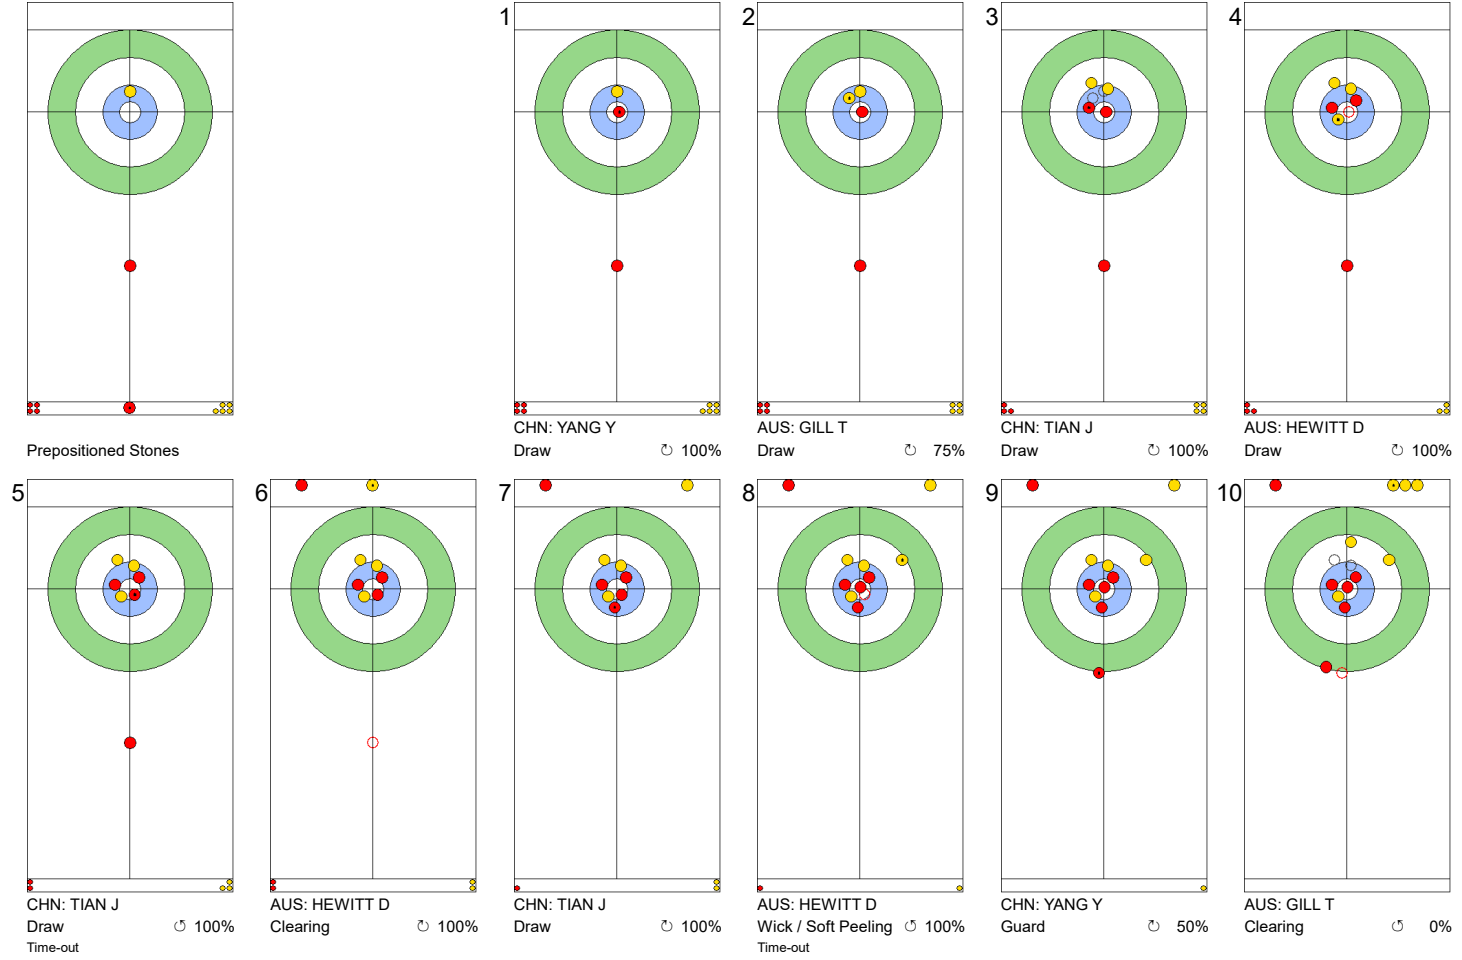 1
2
3
4
Prepositioned Stones
CHN: YANG Y
Draw ↻ 100%
AUS: GILL T
Draw ↻ 75%
CHN: TIAN J
Draw ↻ 100%
AUS: HEWITT D
Draw ↻ 100%
5
6
7
8
9
10
CHN: TIAN J
Draw ↺ 100%
Time-out
AUS: HEWITT D
Clearing ↻ 100%
CHN: TIAN J
Draw ↻ 100%
AUS: HEWITT D
Wick / Soft Peeling ↺ 100%
Time-out
CHN: YANG Y
Guard ↻ 50%
AUS: GILL T
Clearing ↺ 0%